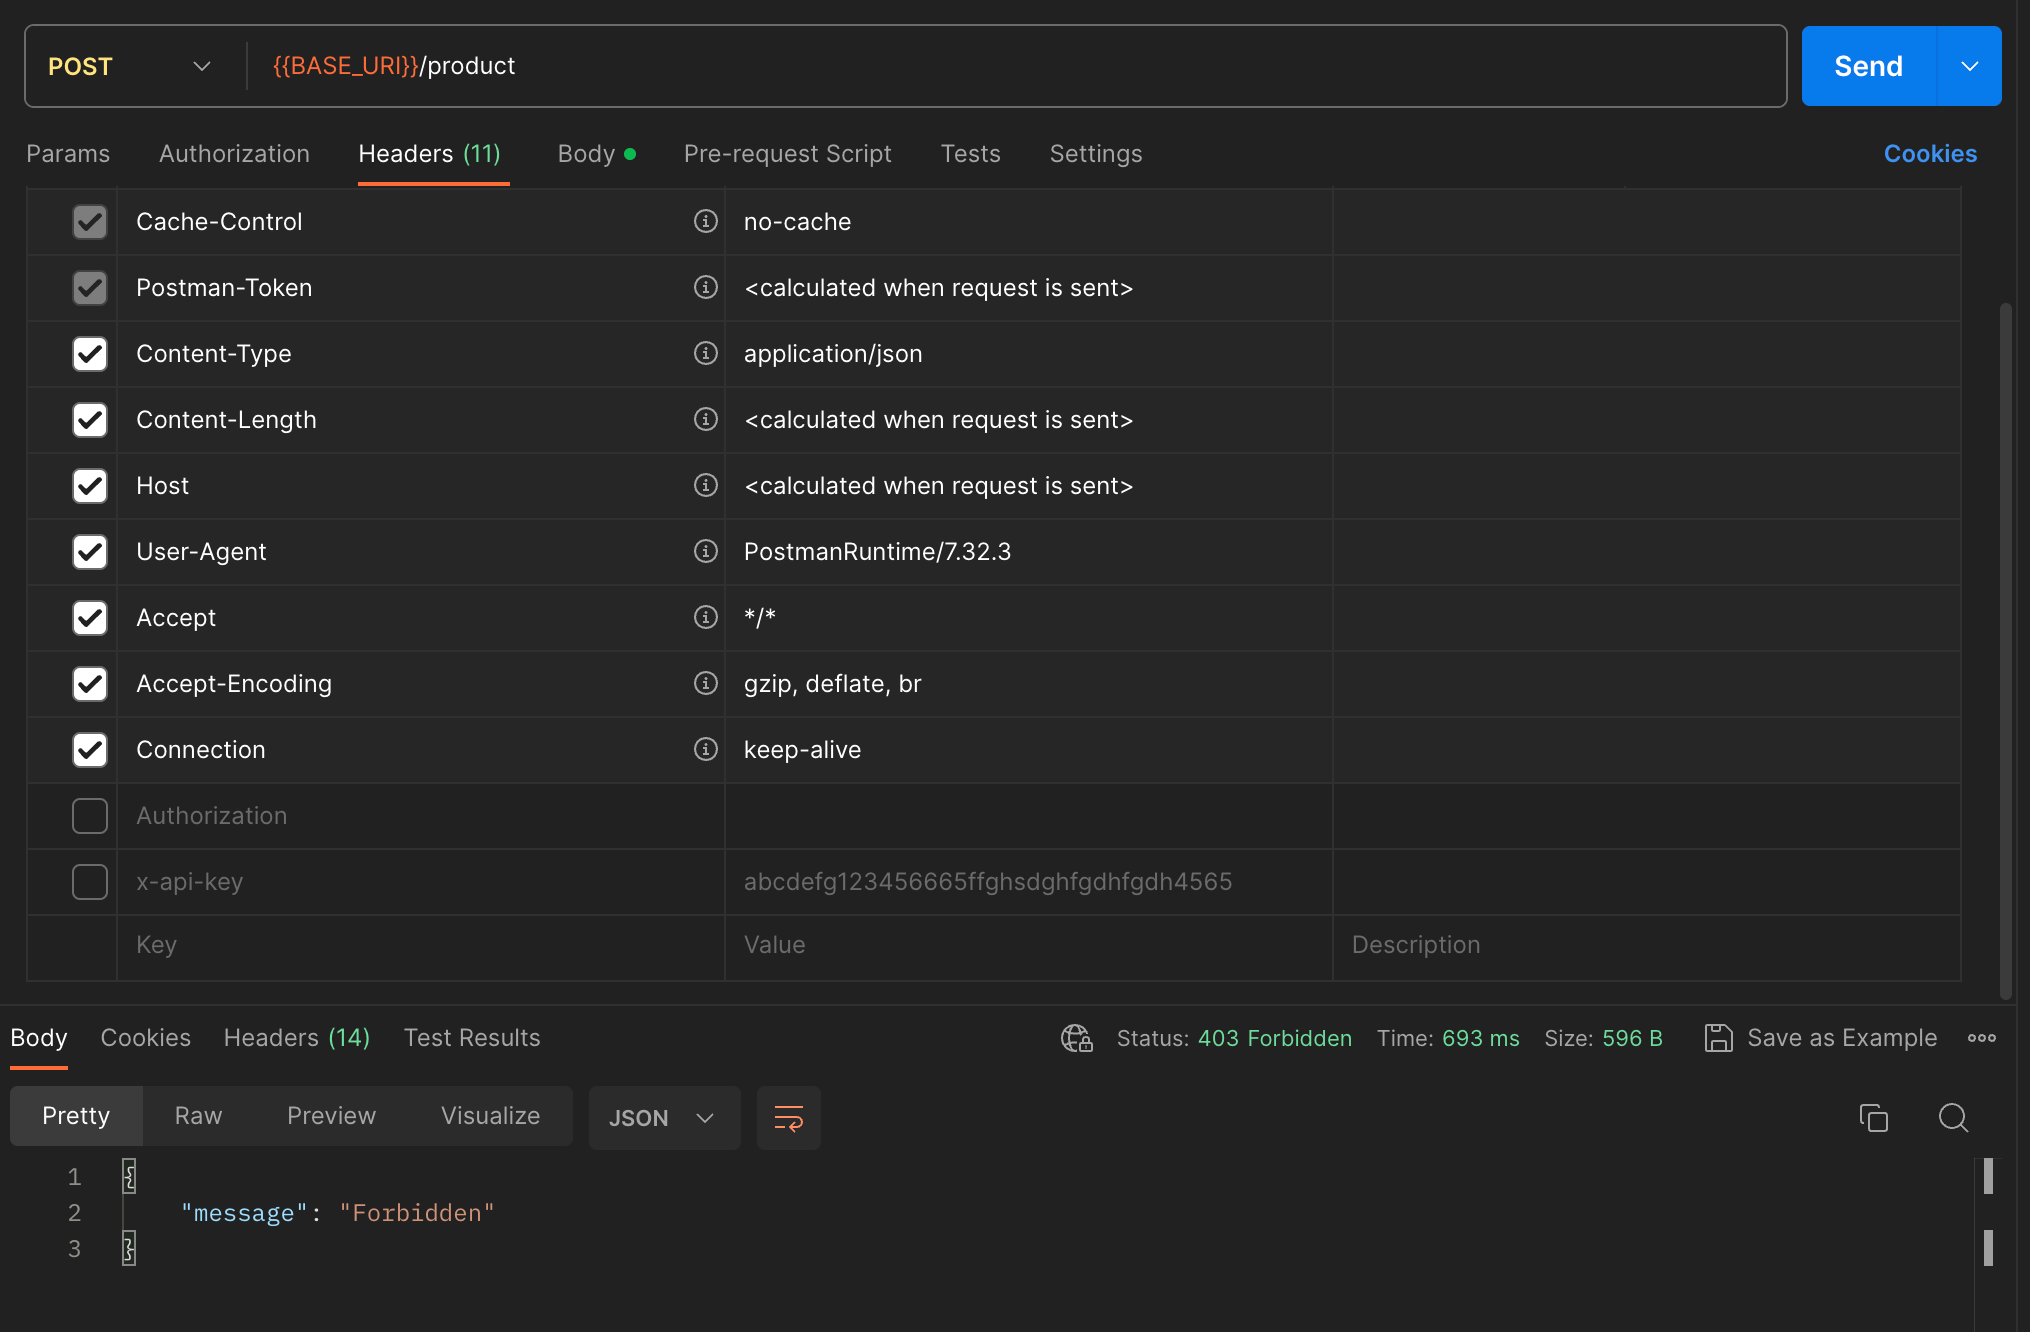 POST {{BASE_URI}}/product Send
Params Authorization Headers (11) Body Pre-request Script Tests Settings Cookies
Cache-Control no-cache
Postman-Token <calculated when request is sent>
Content-Type application/json
Content-Length <calculated when request is sent>
Host <calculated when request is sent>
User-Agent PostmanRuntime/7.32.3
Accept */*
Accept-Encoding gzip, deflate, br
Connection keep-alive
Authorization
x-api-key abcdefg123456665ffghsdghfgdhfgdh4565
Key Value Description
Body Cookies Headers (14) Test Results Status: 403 Forbidden Time: 693 ms Size: 596 B Save as Example
Pretty Raw Preview Visualize JSON
1 {
2 "message": "Forbidden"
3 }